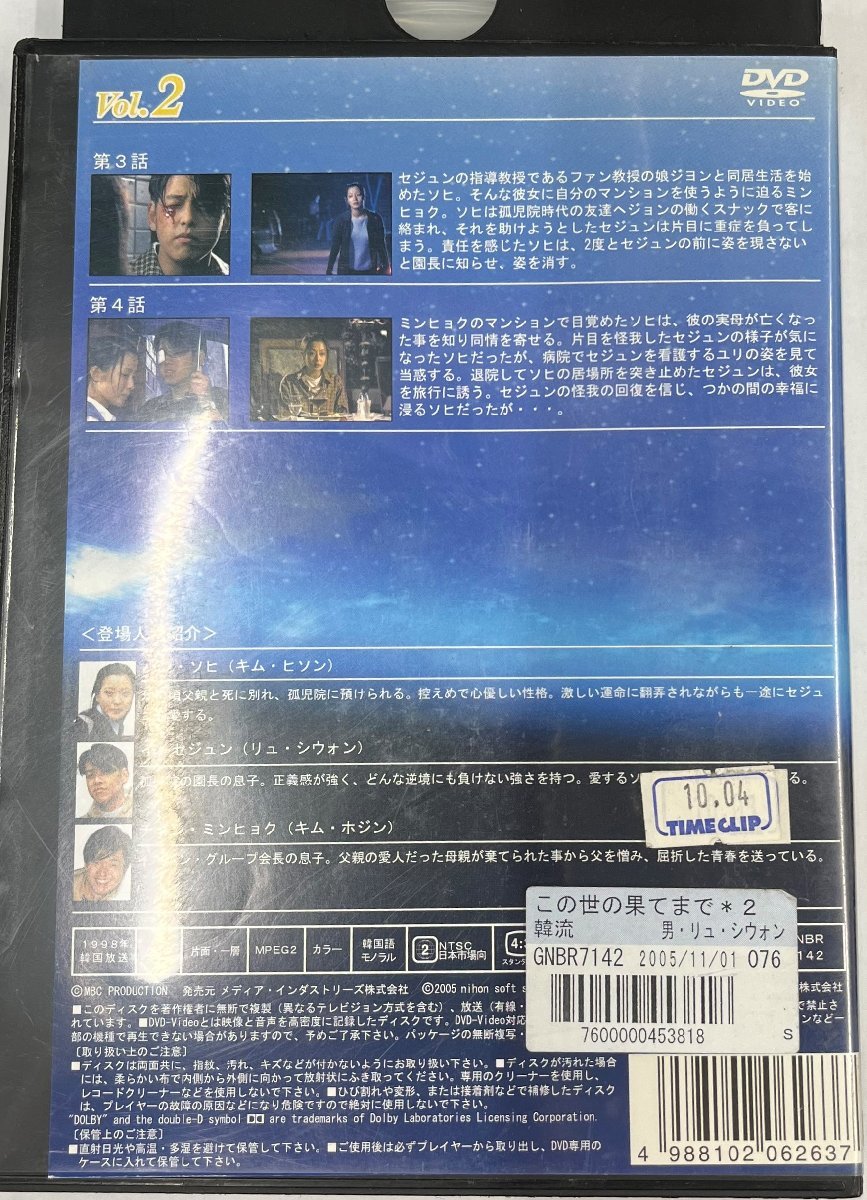 Vol.2
DVD
VIDEO
第3話
セジュンの指導教授であるファン教授の娘ジヨンと同居生活を始
めたソヒ。そんな彼女に自分のマンションを使うように迫るミン
ヒョク。ソヒは孤児院時代の友達ヘジョンの働くスナックで客に
絡まれ、それを助けようとしたセジュンは片目に重症を負ってし
まう。責任を感じたソヒは、2度とセジュンの前に姿を現さない
と園長に知らせ、姿を消す。
第4話
ミンヒョクのマンションで目覚めたソヒは、彼の実母が亡くなっ
た事を知り同情を寄せる。片目を怪我したセジュンの様子が気に
なったソヒだったが、病院でセジュンを看護するユリの姿を見て
当惑する。退院してソヒの居場所を突き止めたセジュンは、彼女
を旅行に誘う。セジュンの怪我の回復を信じ、つかの間の幸福に
浸るソヒだったが・・・。
<登場人 紹介>
・ソヒ(キム・ヒソン)
父親と死に別れ、孤児院に預けられる。控えめで心優しい性格。激しい運命に翻弄されながらも一途にセジュ
愛する。
セジュン(リュ・シウォン)
の園長の息子。正義感が強く、どんな逆境にも負けない強さを持つ。愛するソ る。
10.04
TIMECLIP
・ミンヒョク(キム・ホジン)
・グループ会長の息子。父親の愛人だった母親が棄てられた事から父を憎み、屈折した青春を送っている。
この世の果てまで*2
韓流 男・リュ・シウォン
GNBR7142 2005/11/01 076
7600000453818 S
1998年
韓国放送 片面・一層 MPEG2 カラー 韓国語
モノラル 2 NTSC
日本市場向 4:3
スタン NBR
142
©MBC PRODUCTION 発売元 メディア・インダストリーズ株式会社 ©2005 nihon soft s 株式会社
■このディスクを著作権者に無断で複製(異なるテレビジョン方式を含む)、放送(有線・ で禁止さ
れています。■DVD-Videoとは映像と音声を高密度に記録したディスクです。DVD-Video対応 ンなど一
部の機種で再生できない場合がありますので、予めご了承下さい。パッケージの無断複写・
[取り扱い上のご注意]
■ディスクは両面共に、指紋、汚れ、キズなどが付かないようにお取り扱い下さい。■ディスクが汚れた場合
には、柔らかい布で内側から外側に向かって放射状にふき取ってください。専用のクリーナーを使用し、
レコードクリーナーなどを使用しないで下さい。■ひび割れや変形、または接着剤などで補修したディスク
は、プレイヤーの故障の原因などになり危険ですので絶対に使用しないで下さい。
"DOLBY" and the double-D symbol are trademarks of Dolby Laboratories Licensing Corporation.
[保管上のご注意]
■直射日光や高温・多湿を避けて保管して下さい。■ご使用後は必ずプレイヤーから取り出し、DVD専用の
ケースに入れて保管して下さい。
4 988102 062637